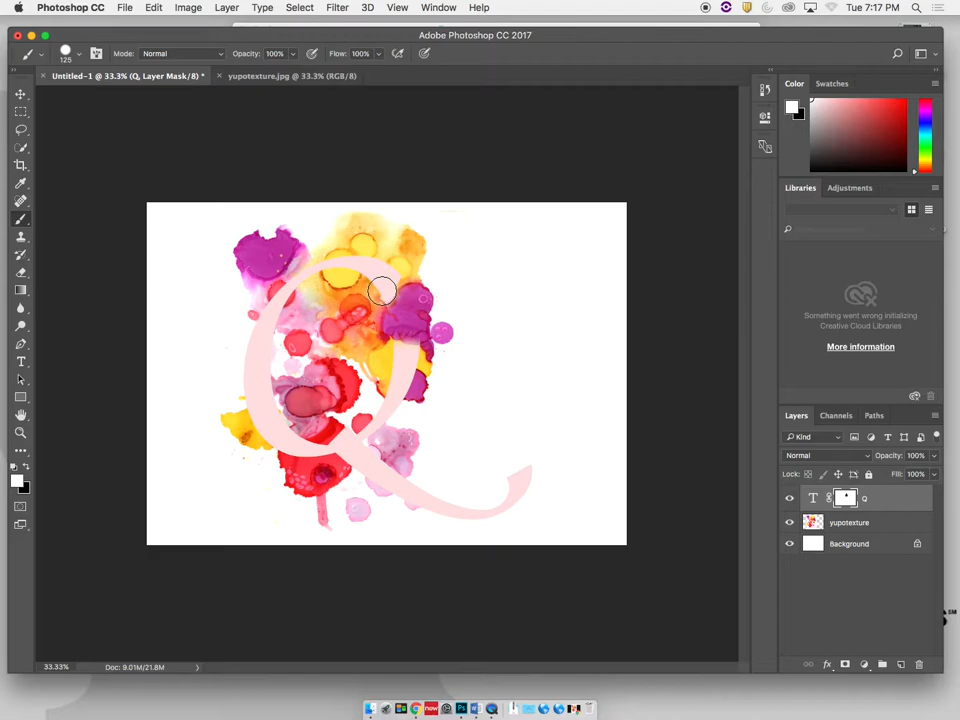 Photoshop CC File Edit Image Layer Type Select Filter 3D View Window Help Tue 7:17 PM
Adobe Photoshop CC 2017
125 Mode: Normal Opacity: 100% Flow: 100%
Untitled-1 @ 33.3% (Q, Layer Mask/8) * yupotexture.jpg @ 33.3% (RGB/8)
Color Swatches
Libraries Adjustments
Q
Something went wrong initializing
Creative Cloud Libraries
More information
Layers Channels Paths
Kind
Normal Opacity: 100%
Lock: Fill: 100%
T Q
yupotexture
Background
33.33% Doc: 9.01M/21.8M